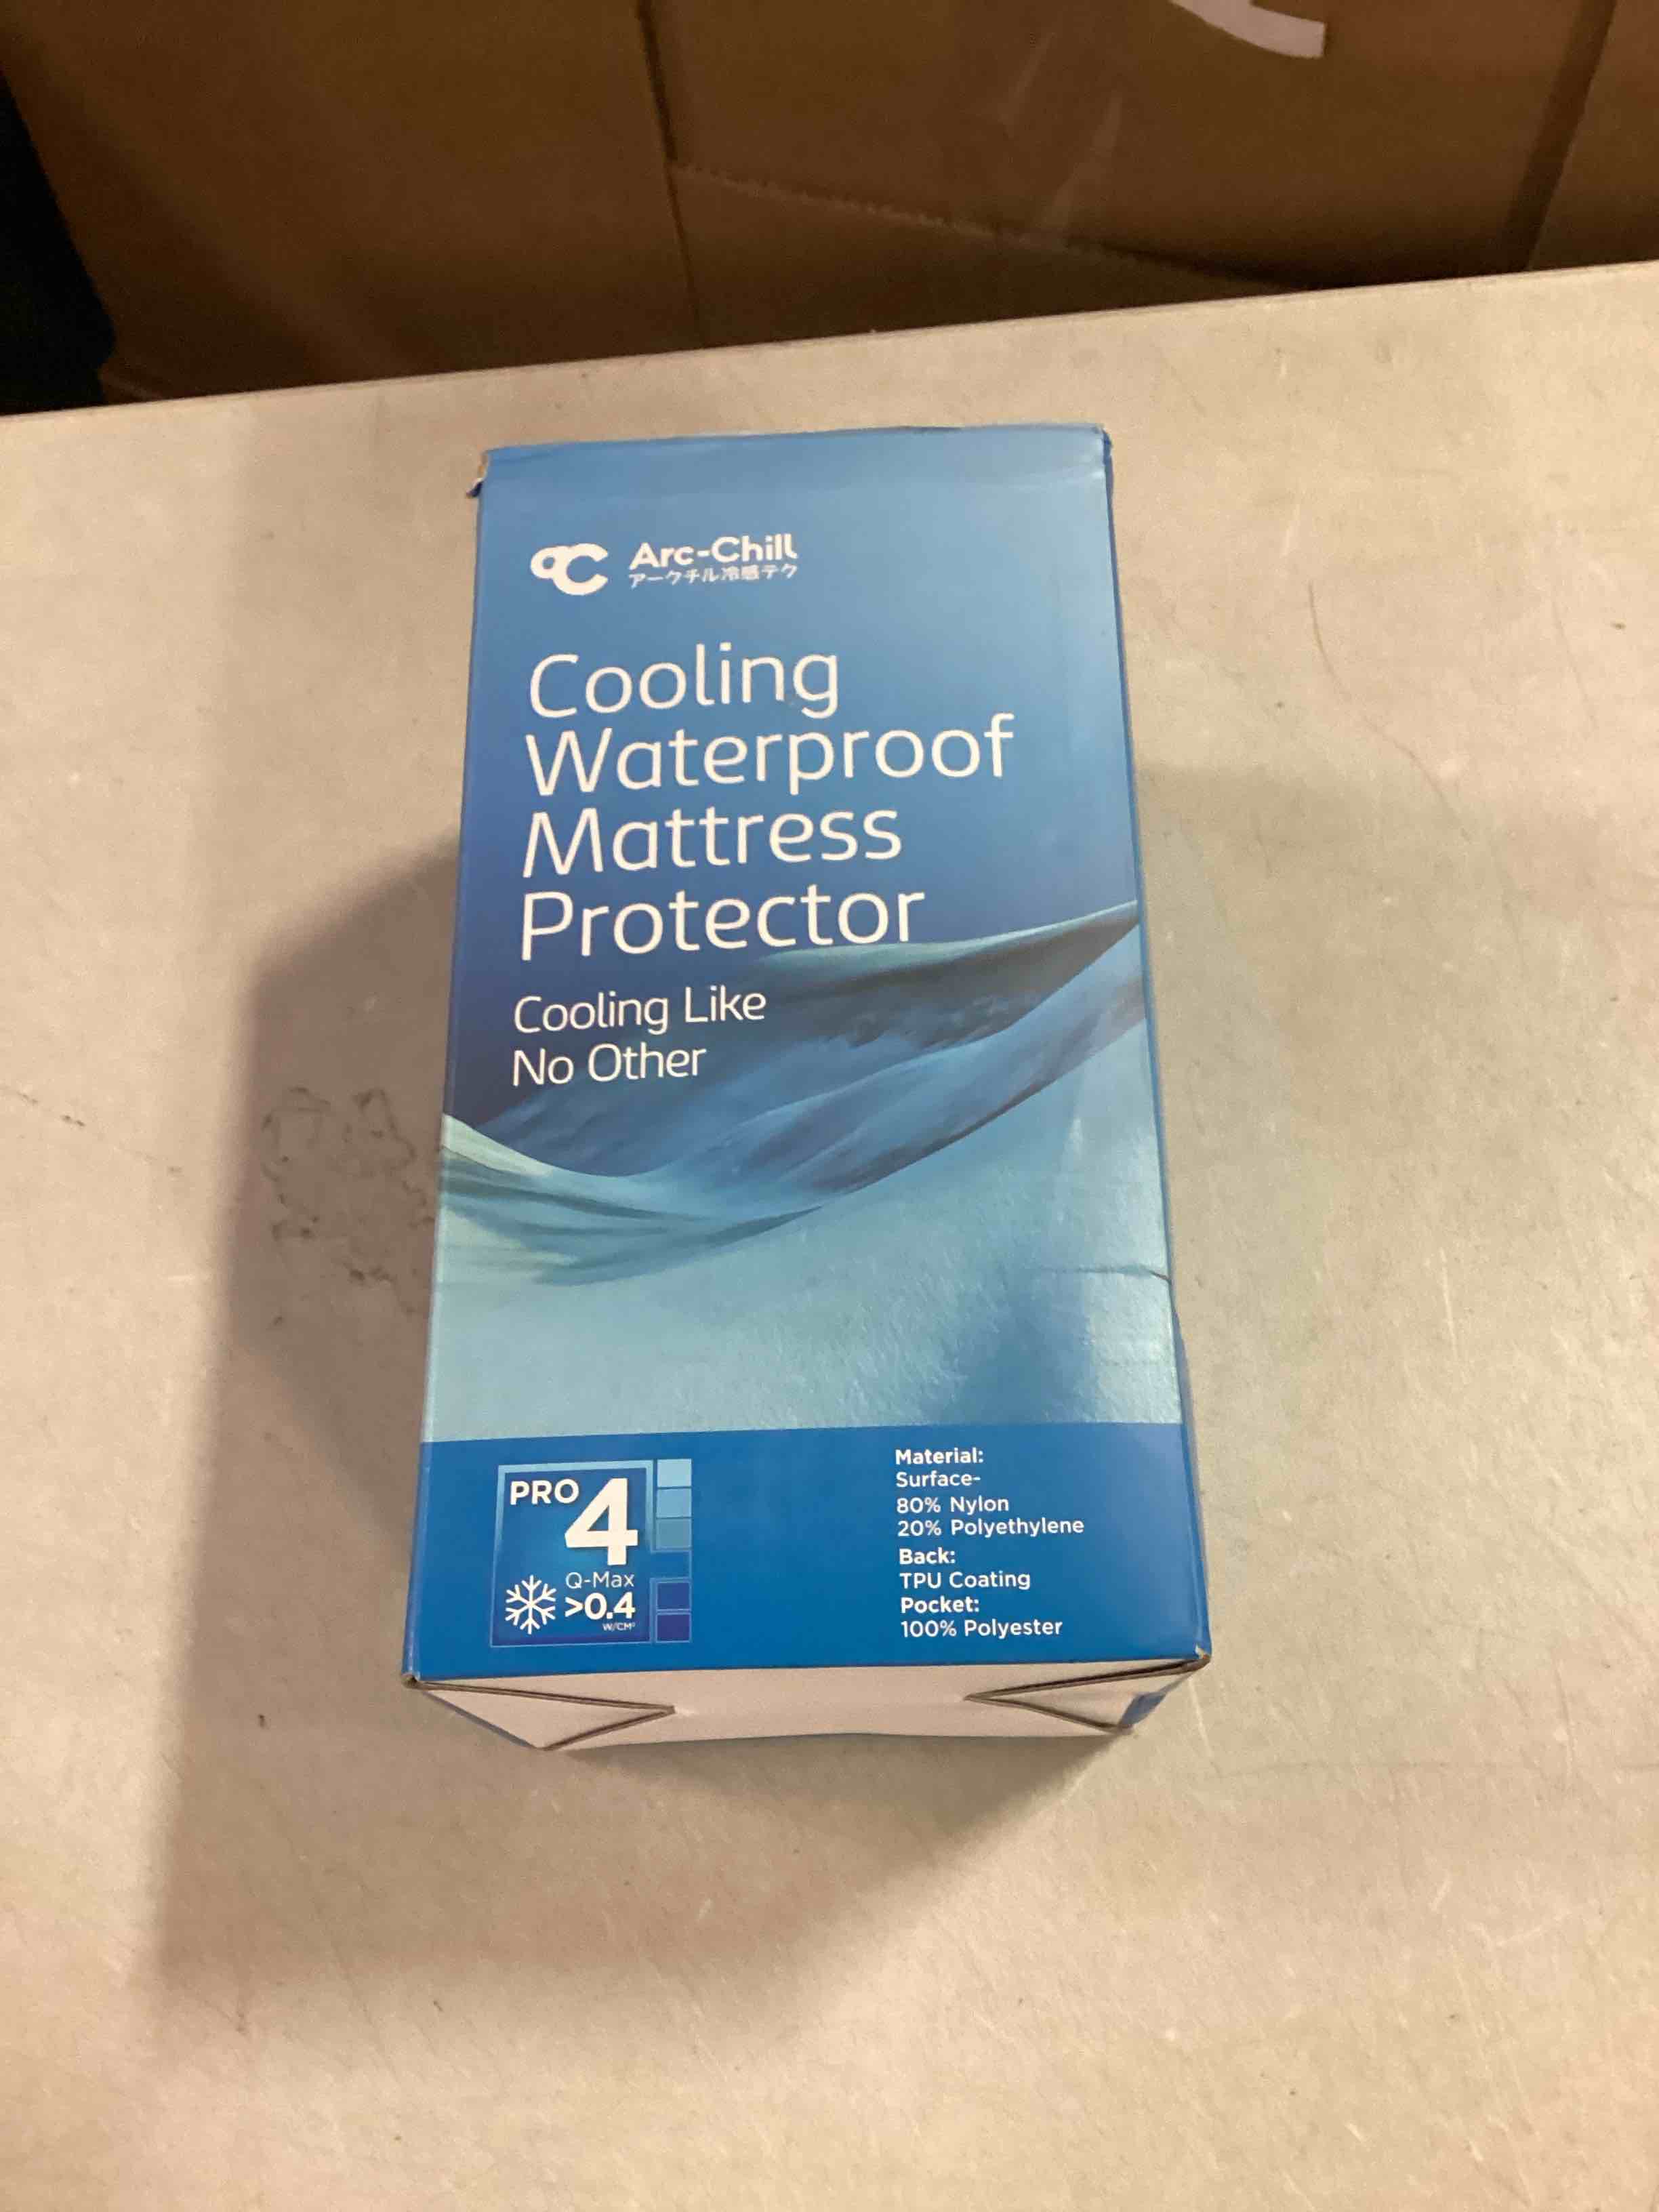 Arc-Chill
アークチル冷感テク
Cooling
Waterproof
Mattress
Protector
Cooling Like
No Other
PRO 4
Q-Max
>0.4
W/CM²
Material:
Surface-
80% Nylon
20% Polyethylene
Back:
TPU Coating
Pocket:
100% Polyester